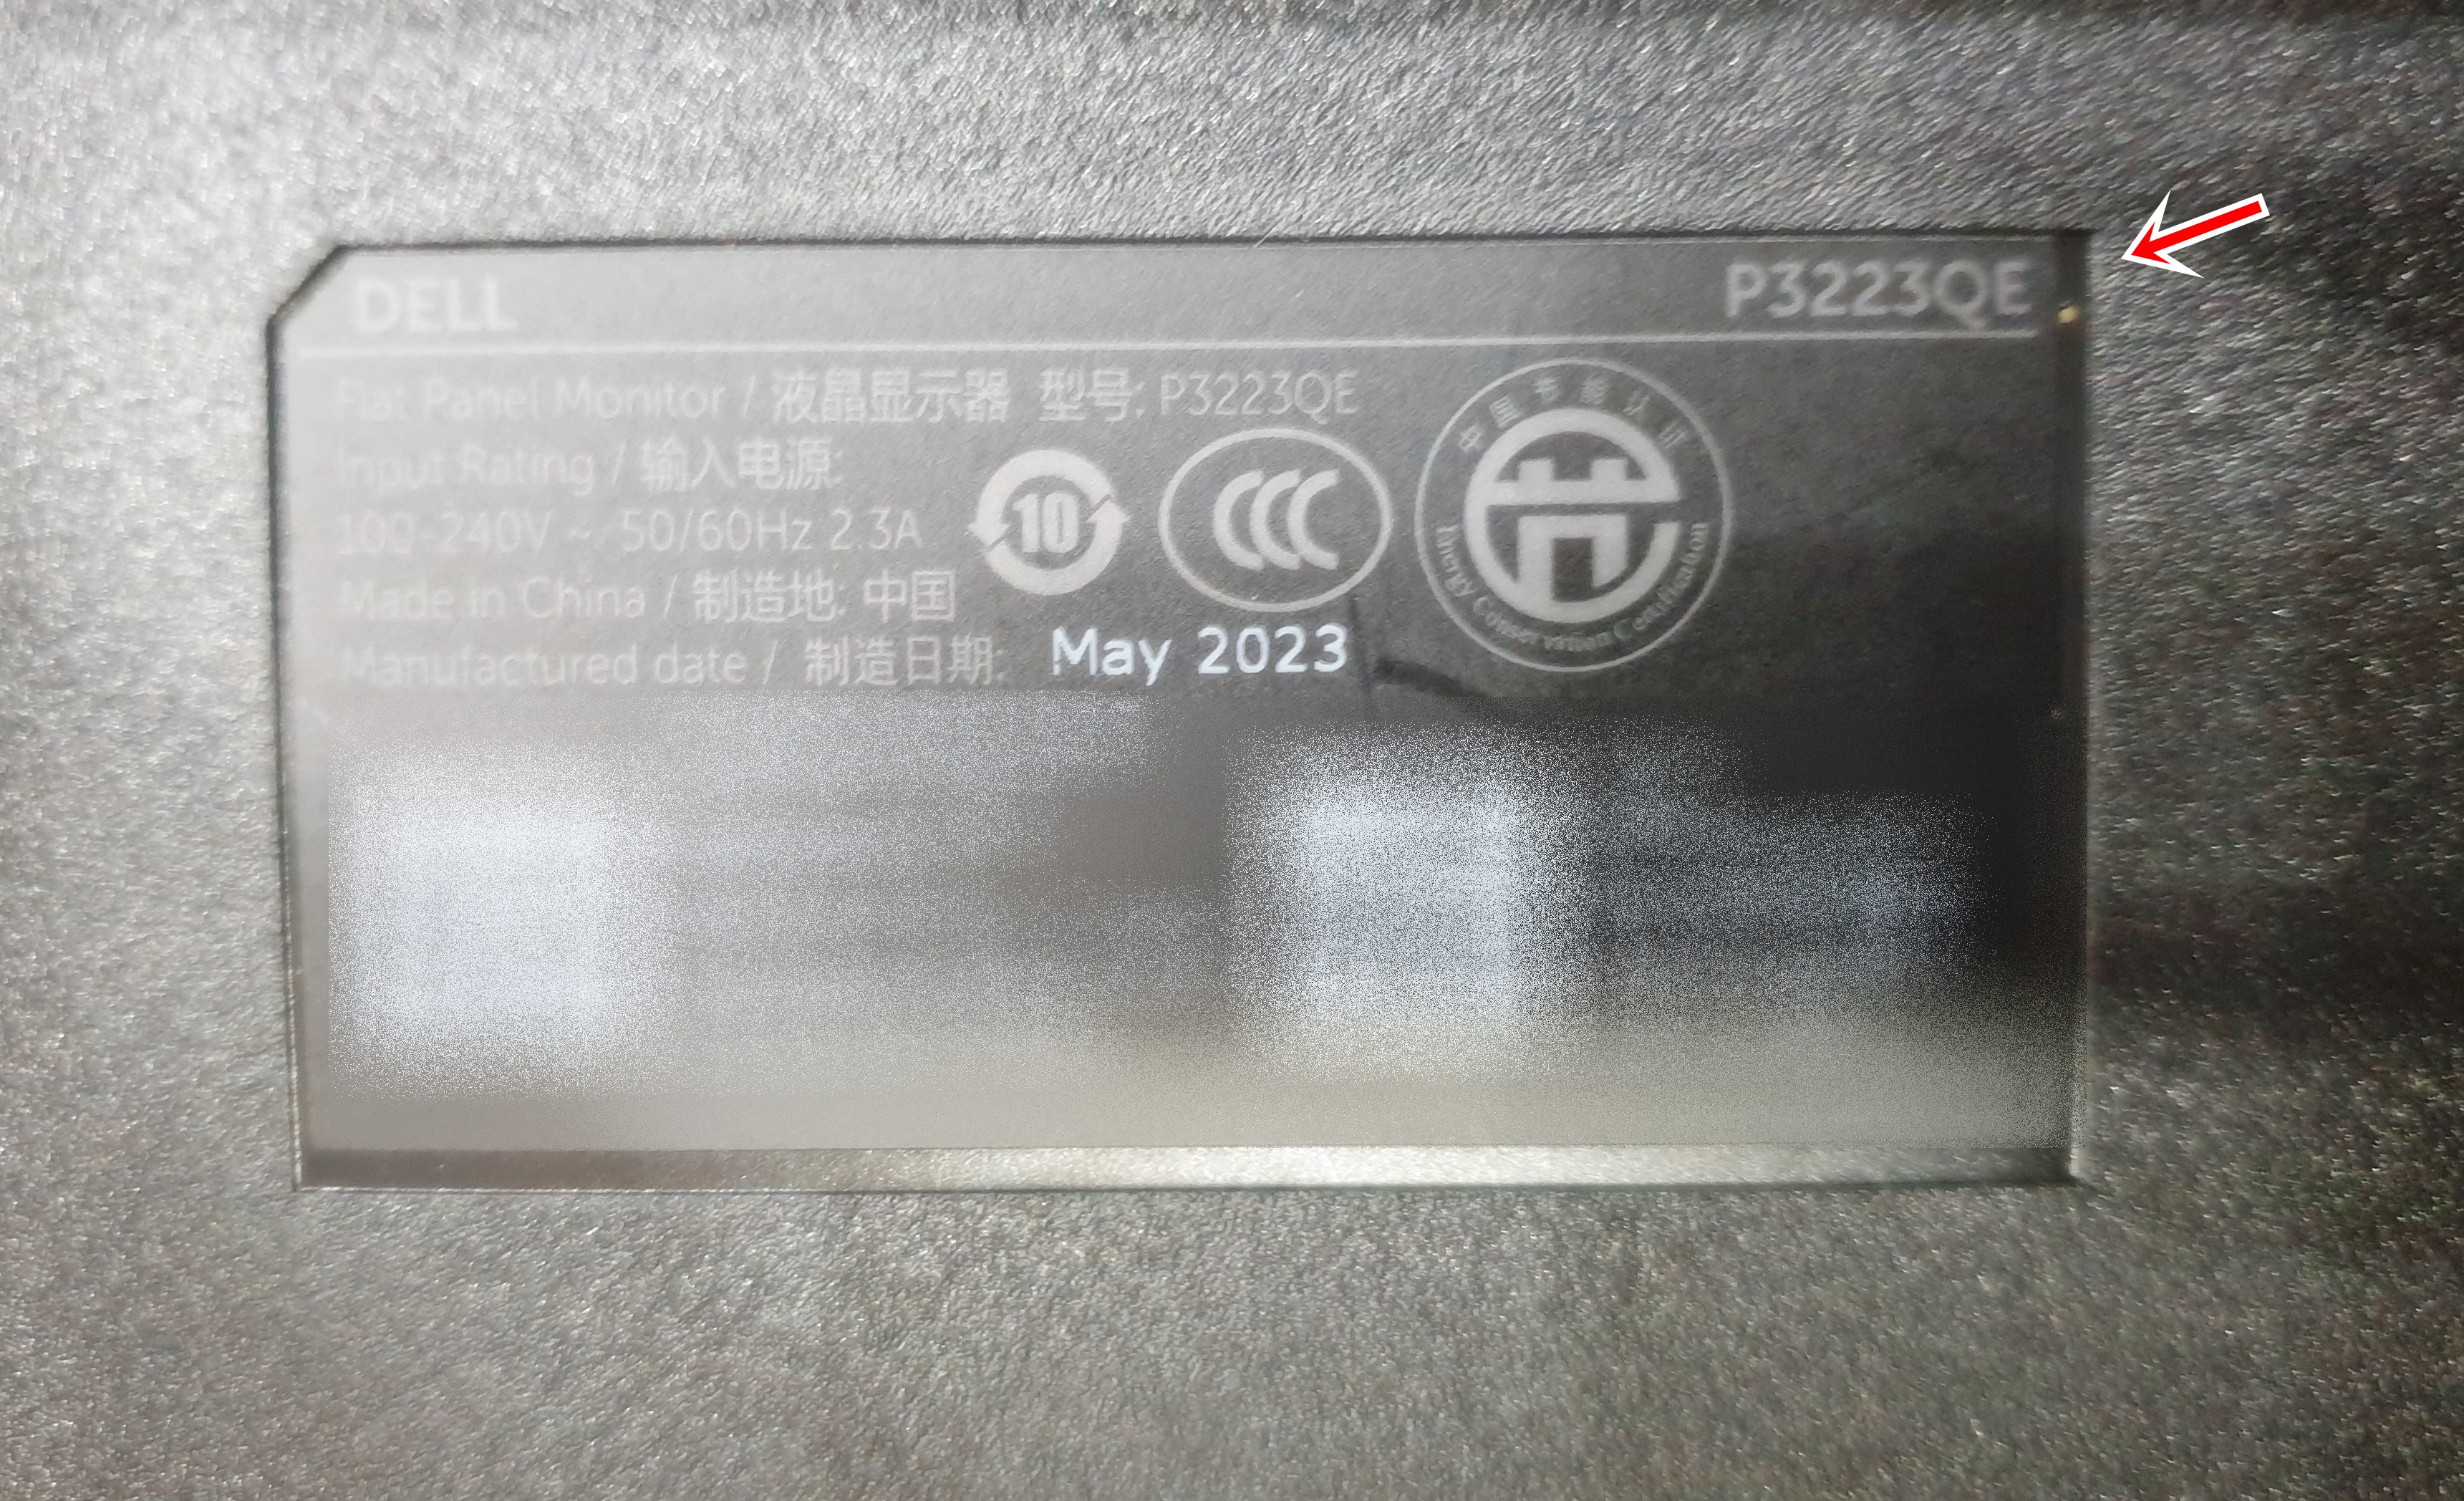 DELL P3223QE
Flat Panel Monitor / 液晶显示器 型号: P3223QE
Input Rating / 输入电源:
100-240V ~ 50/60Hz 2.3A
Made in China / 制造地: 中国
Manufactured date / 制造日期: May 2023
10
CCC
中国节能认证
节
Energy Conservation Certification